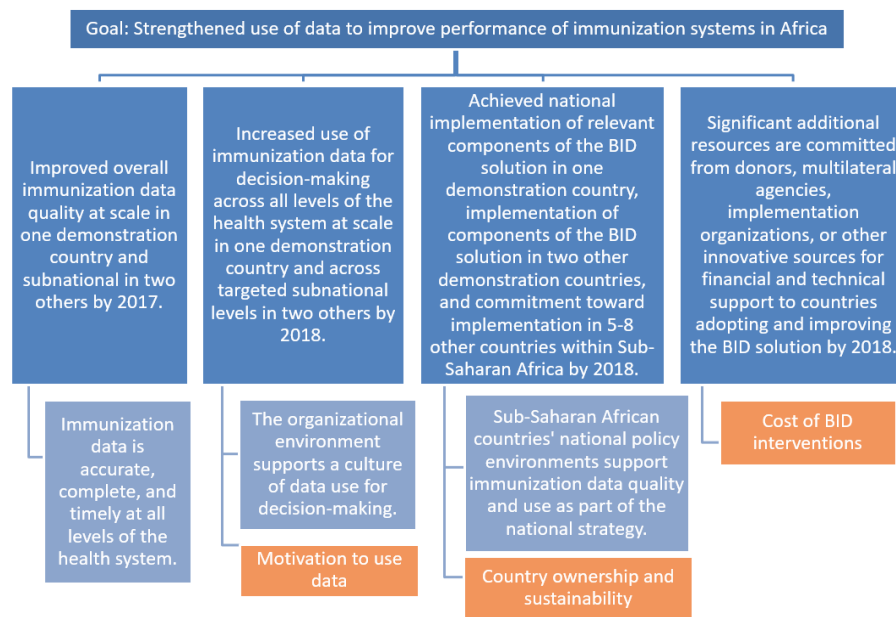 Goal: Strengthened use of data to improve performance of immunization systems in Africa
Improved overall
immunization data
quality at scale in
one demonstration
country and
subnational in two
others by 2017.
Immunization
data is
accurate,
complete, and
timely at all
levels of the
health system.
Increased use of
immunization data for
decision-making
across all levels of the
health system at scale
in one demonstration
country and across
targeted subnational
levels in two others by
2018.
The organizational
environment
supports a culture
of data use for
decision-making.
Motivation to use
data
Achieved national
implementation of relevant
components of the BID
solution in one
demonstration country,
implementation of
components of the BID
solution in two other
demonstration countries,
and commitment toward
implementation in 5-8
other countries within Sub-
Saharan Africa by 2018.
Sub-Saharan African
countries' national policy
environments support
immunization data quality
and use as part of the
national strategy.
Country ownership and
sustainability
Significant additional
resources are committed
from donors, multilateral
agencies,
implementation
organizations, or other
innovative sources for
financial and technical
support to countries
adopting and improving
the BID solution by 2018.
Cost of BID
interventions